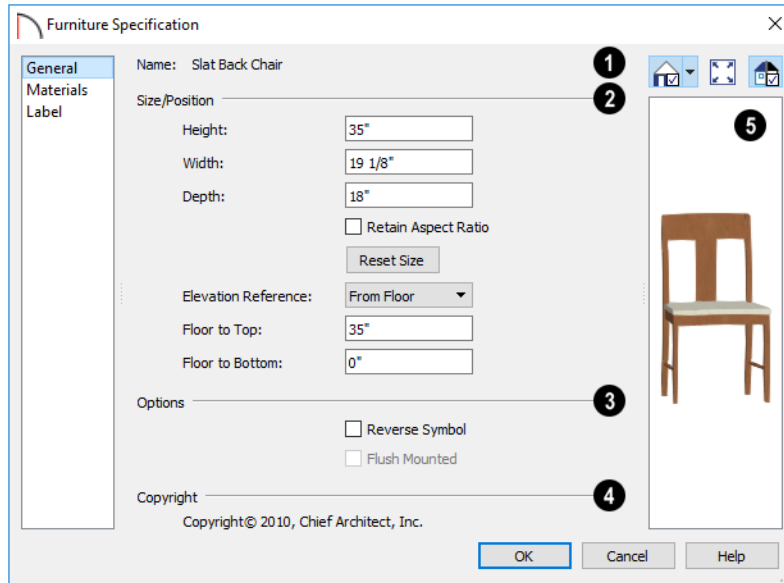 Furniture Specification
General
Materials
Label
Name: Slat Back Chair
1
Size/Position
2
Height: 35"
Width: 19 1/8"
Depth: 18"
Retain Aspect Ratio
Reset Size
Elevation Reference: From Floor
Floor to Top: 35"
Floor to Bottom: 0"
Options
3
Reverse Symbol
Flush Mounted
Copyright
4
Copyright© 2010, Chief Architect, Inc.
5
OK Cancel Help